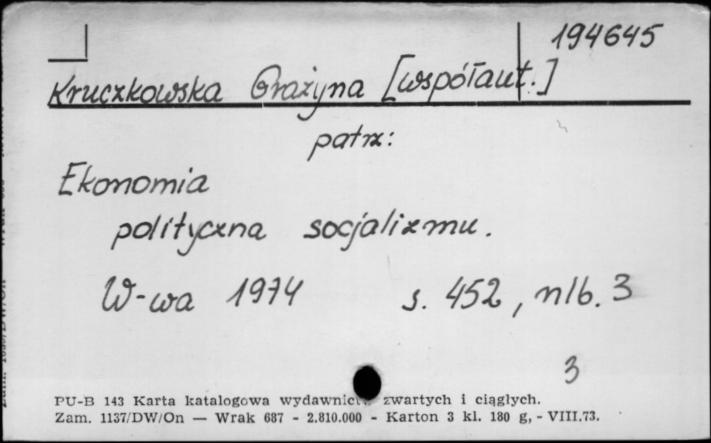 194645
Kruczkowska Grażyna [współaut.]
patrz:
Ekonomia
polityczna socjalizmu.
W-wa 1974 s. 452, nlb. 3
3
PU-B 143 Karta katalogowa wydawnictw zwartych i ciągłych.
Zam. 1137/DW/On — Wrak 687 - 2.810.000 - Karton 3 kl. 180 g, - VIII.73.